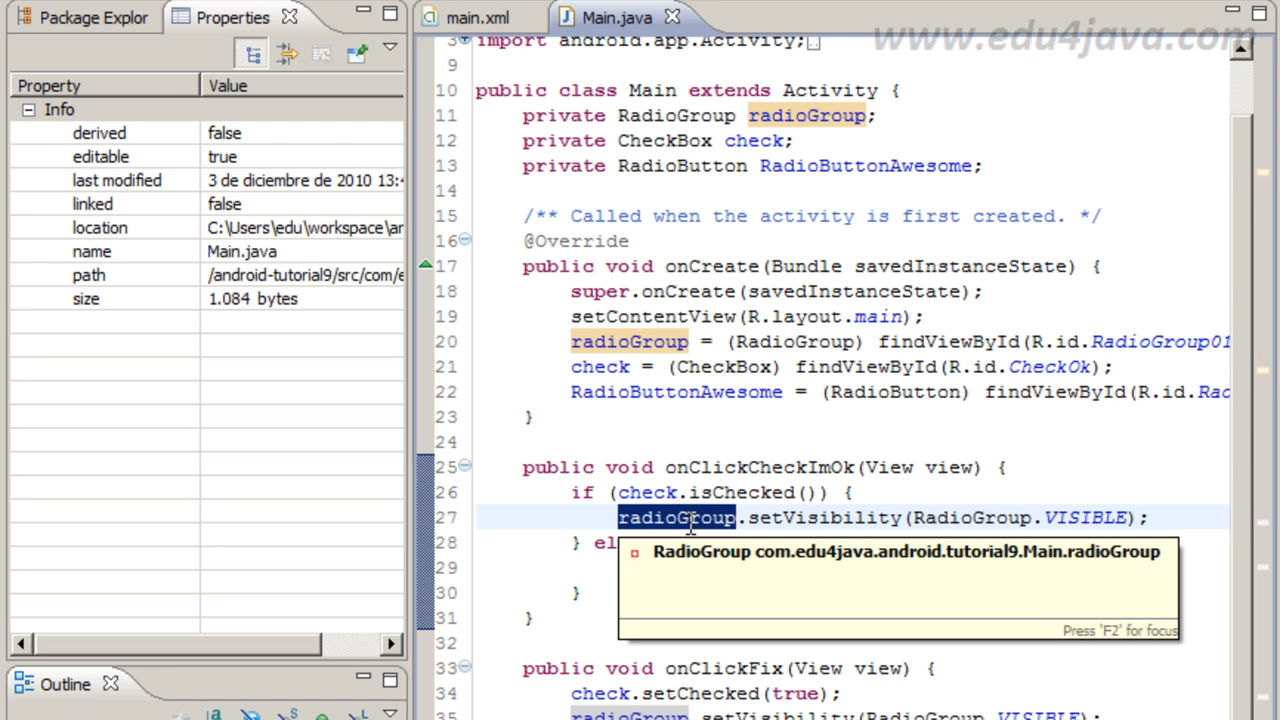 Package Explor
Properties
main.xml
Main.java
www.edu4java.com
Property Value
Info
derived false
editable true
last modified 3 de diciembre de 2010 13:4
linked false
location C:\Users\edu\workspace\ar
name Main.java
path /android-tutorial9/src/com/e
size 1.084 bytes
3 import android.app.Activity;
9
10 public class Main extends Activity {
11 private RadioGroup radioGroup;
12 private CheckBox check;
13 private RadioButton RadioButtonAwesome;
14
15 /** Called when the activity is first created. */
16 @Override
17 public void onCreate(Bundle savedInstanceState) {
18 super.onCreate(savedInstanceState);
19 setContentView(R.layout.main);
20 radioGroup = (RadioGroup) findViewById(R.id.RadioGroup01
21 check = (CheckBox) findViewById(R.id.CheckOk);
22 RadioButtonAwesome = (RadioButton) findViewById(R.id.Rad
23 }
24
25 public void onClickCheckImOk(View view) {
26 if (check.isChecked()) {
27 radioGroup.setVisibility(RadioGroup.VISIBLE);
28 } el
RadioGroup com.edu4java.android.tutorial9.Main.radioGroup
29
30 }
31 }
Press 'F2' for focus
32
33 public void onClickFix(View view) {
34 check.setChecked(true);
35 radioGroup.setVisibility(RadioGroup.VISIBLE);
Outline